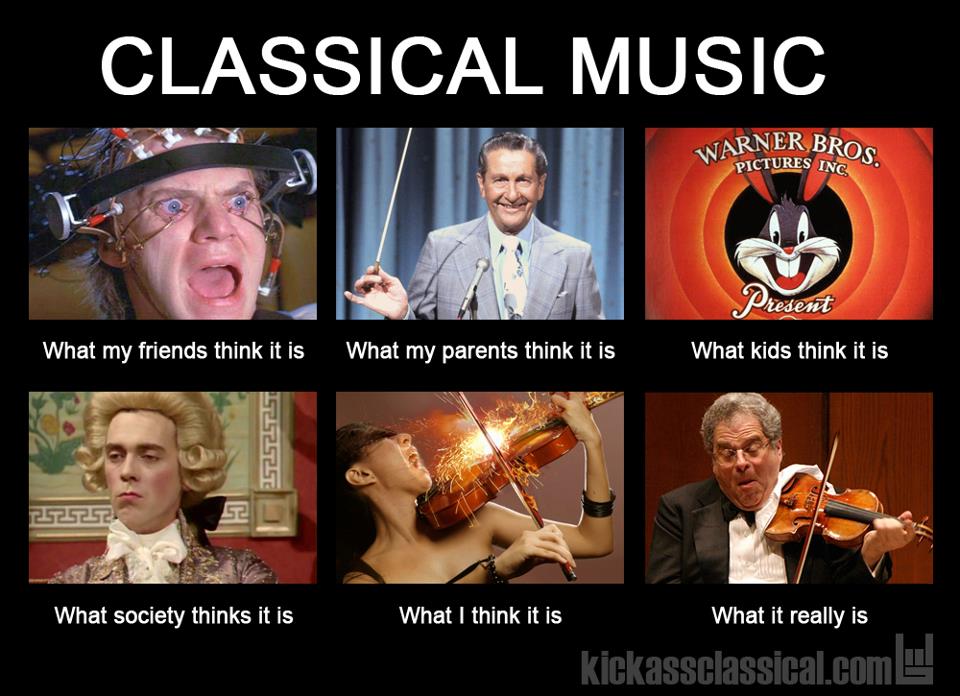 CLASSICAL MUSIC
WARNER BROS.
PICTURES INC.
Present
What my friends think it is
What my parents think it is
What kids think it is
What society thinks it is
What I think it is
What it really is
kickassclassical.com